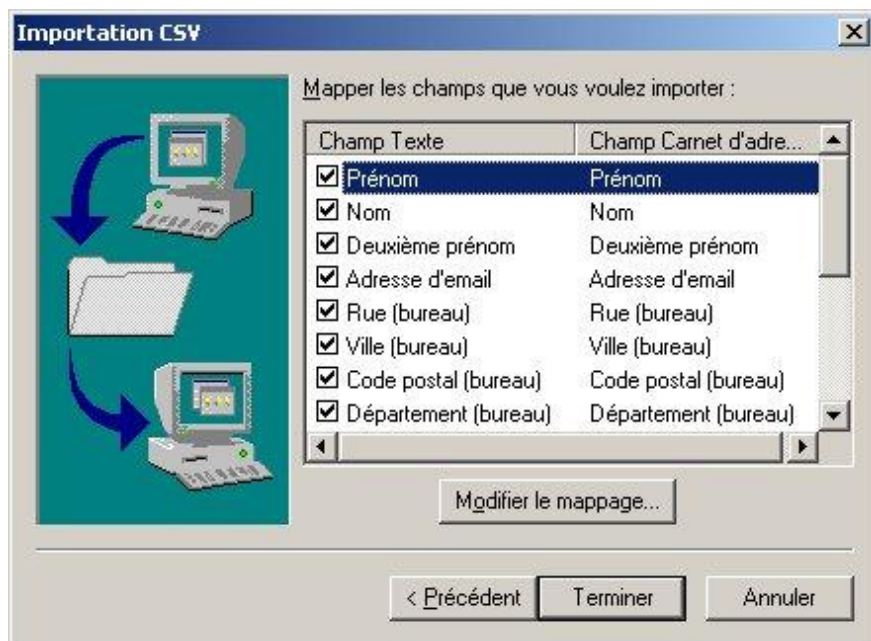 Importation CSV
Mapper les champs que vous voulez importer :
Champ Texte Champ Carnet d'adre...
Prénom Prénom
Nom Nom
Deuxième prénom Deuxième prénom
Adresse d'email Adresse d'email
Rue (bureau) Rue (bureau)
Ville (bureau) Ville (bureau)
Code postal (bureau) Code postal (bureau)
Département (bureau) Département (bureau)
Modifier le mappage...
< Précédent Terminer Annuler